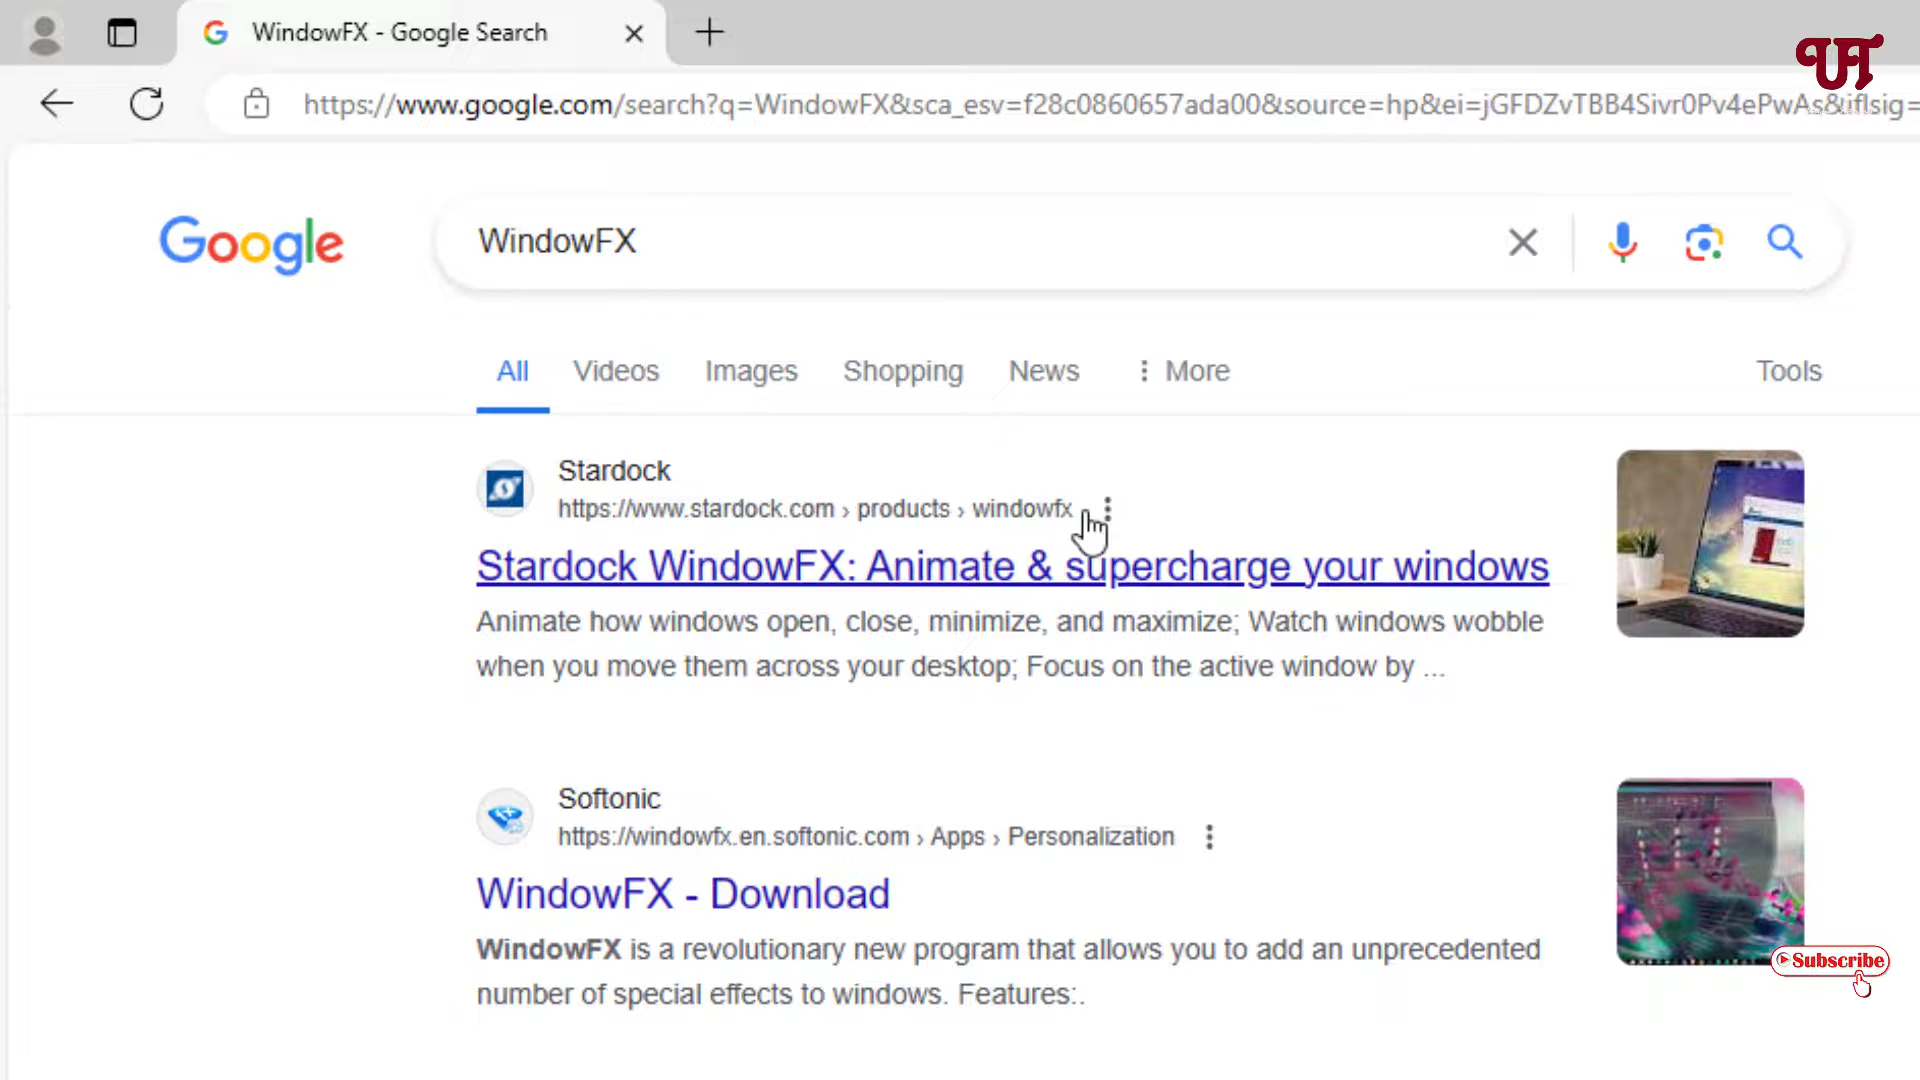 WindowFX - Google Search
UFT
https://www.google.com/search?q=WindowFX&sca_esv=f28c0860657ada00&source=hp&ei=jGFDZvTBB4Sivr0Pv4ePwAs&iflsig=
Google
WindowFX
All Videos Images Shopping News More Tools
Stardock
https://www.stardock.com › products › windowfx
Stardock WindowFX: Animate & supercharge your windows
Animate how windows open, close, minimize, and maximize; Watch windows wobble
when you move them across your desktop; Focus on the active window by ...
Softonic
https://windowfx.en.softonic.com › Apps › Personalization
WindowFX - Download
WindowFX is a revolutionary new program that allows you to add an unprecedented
number of special effects to windows. Features:.
Subscribe